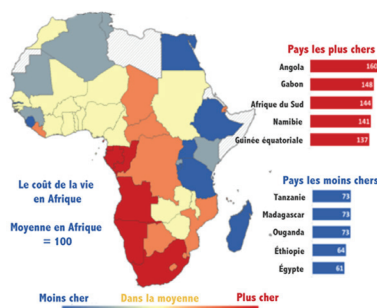 Pays les plus chers
Angola 160
Gabon 148
Afrique du Sud 144
Namibie 141
Guinée équatoriale 137
Le coût de la vie
en Afrique
Moyenne en Afrique
= 100
Pays les moins chers
Tanzanie 73
Madagascar 73
Ouganda 73
Éthiopie 64
Égypte 61
Moins cher Dans la moyenne Plus cher